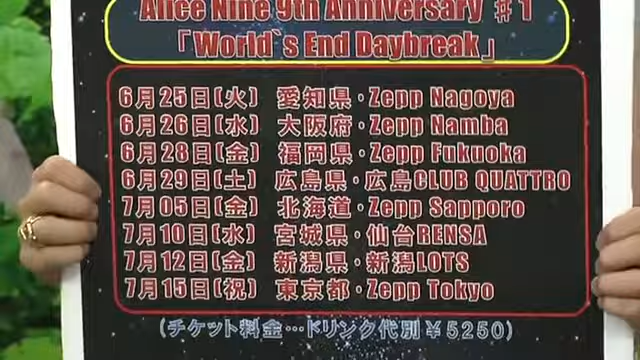 Alice Nine 9th Anniversary #1
「World`s End Daybreak」
6月25日(火) 愛知県・Zepp Nagoya
6月26日(水) 大阪府・Zepp Namba
6月28日(金) 福岡県・Zepp Fukuoka
6月29日(土) 広島県・広島CLUB QUATTRO
7月05日(金) 北海道・Zepp Sapporo
7月10日(水) 宮城県・仙台RENSA
7月12日(金) 新潟県・新潟LOTS
7月15日(祝) 東京都・Zepp Tokyo
(チケット料金…ドリンク代別￥5250)